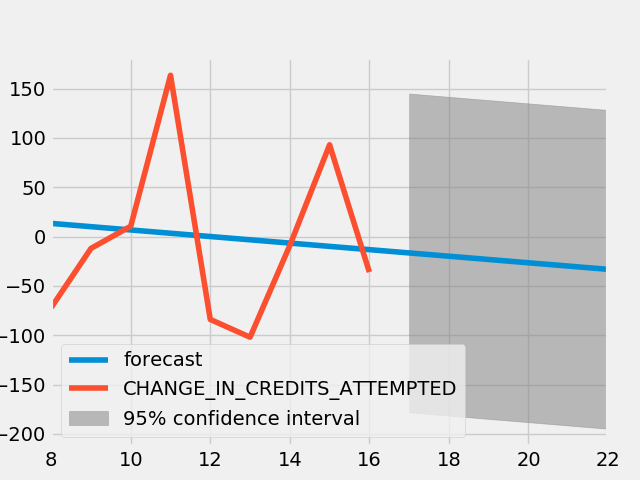 150
100
50
0
−50
−100
−150
−200
forecast
CHANGE_IN_CREDITS_ATTEMPTED
95% confidence interval
8 10 12 14 16 18 20 22